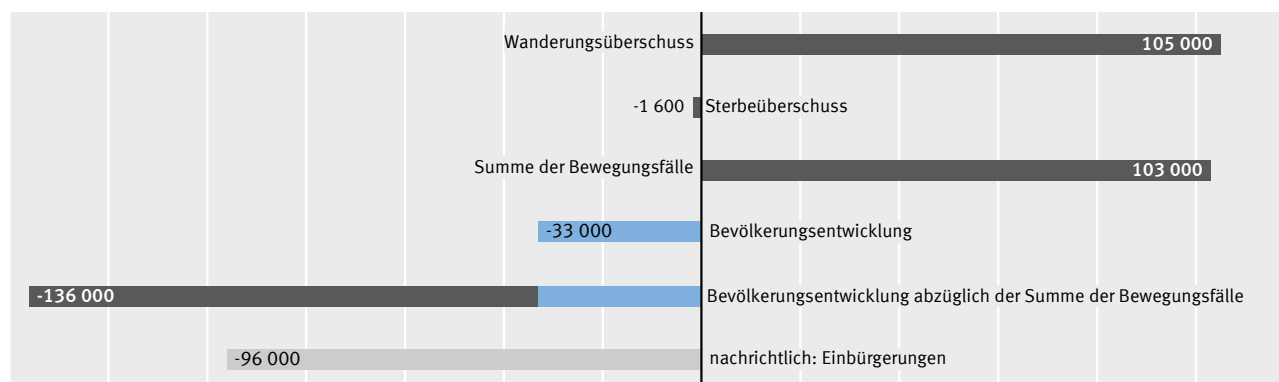 Wanderungsüberschuss 105 000
-1 600 Sterbeüberschuss
Summe der Bewegungsfälle 103 000
-33 000 Bevölkerungsentwicklung
-136 000 Bevölkerungsentwicklung abzüglich der Summe der Bewegungsfälle
-96 000 nachrichtlich: Einbürgerungen